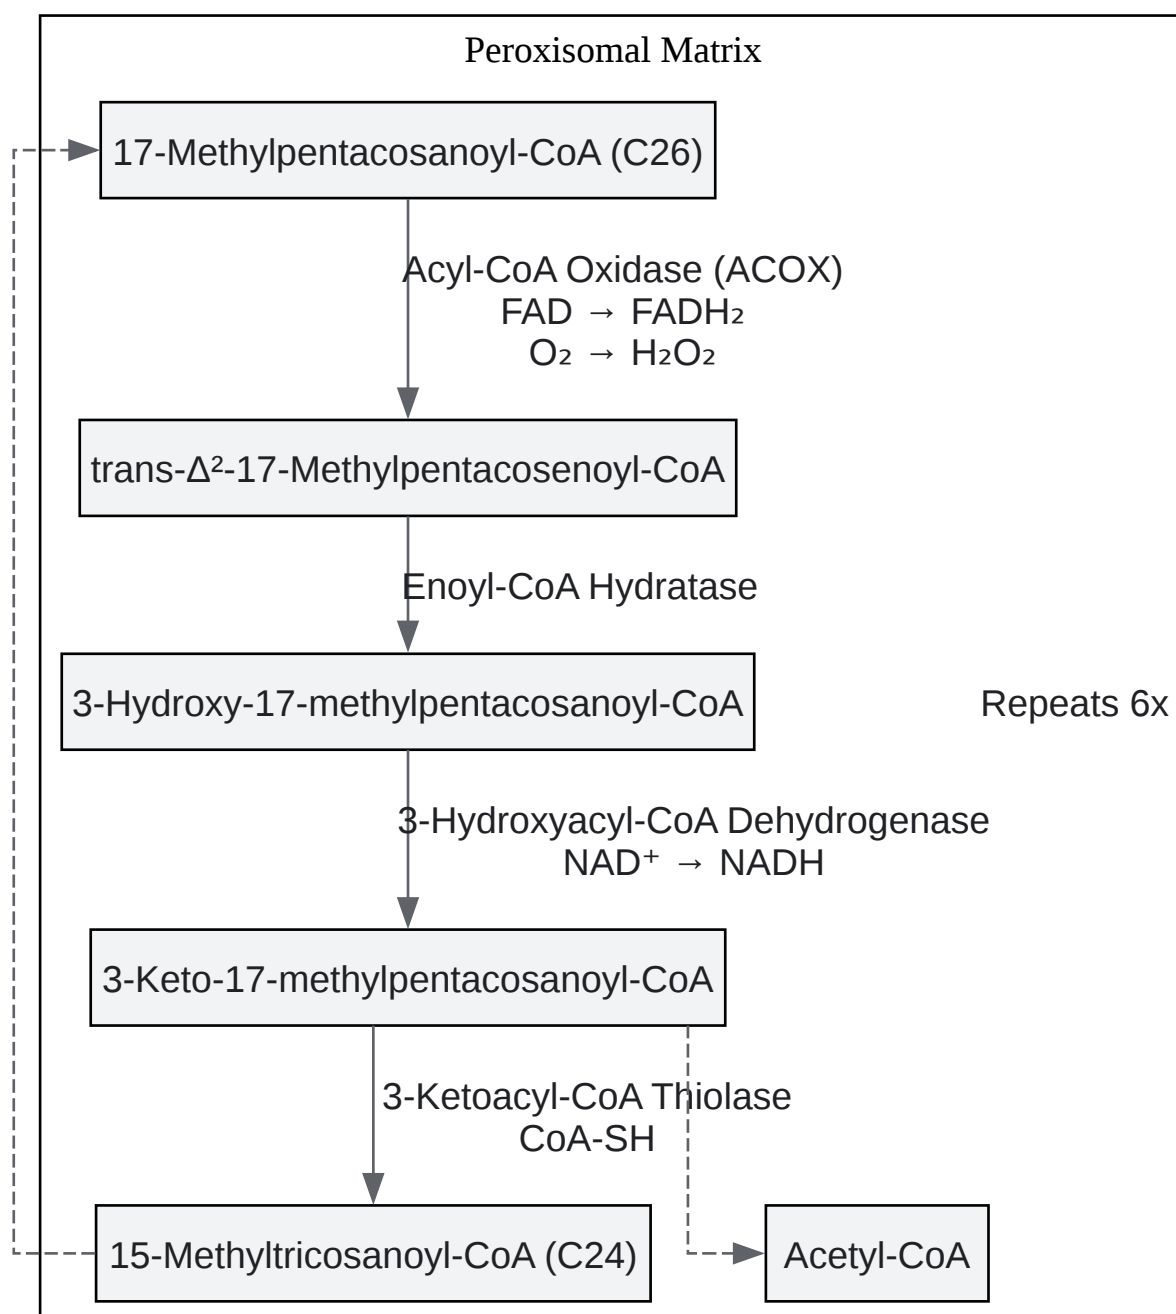 Peroxisomal Matrix
17-Methylpentacosanoyl-CoA (C26)
Acyl-CoA Oxidase (ACOX)
FAD → FADH₂
O₂ → H₂O₂
trans-Δ²-17-Methylpentacosenoyl-CoA
Enoyl-CoA Hydratase
3-Hydroxy-17-methylpentacosanoyl-CoA
Repeats 6x
3-Hydroxyacyl-CoA Dehydrogenase
NAD⁺ → NADH
3-Keto-17-methylpentacosanoyl-CoA
3-Ketoacyl-CoA Thiolase
CoA-SH
15-Methyltricosanoyl-CoA (C24)
Acetyl-CoA